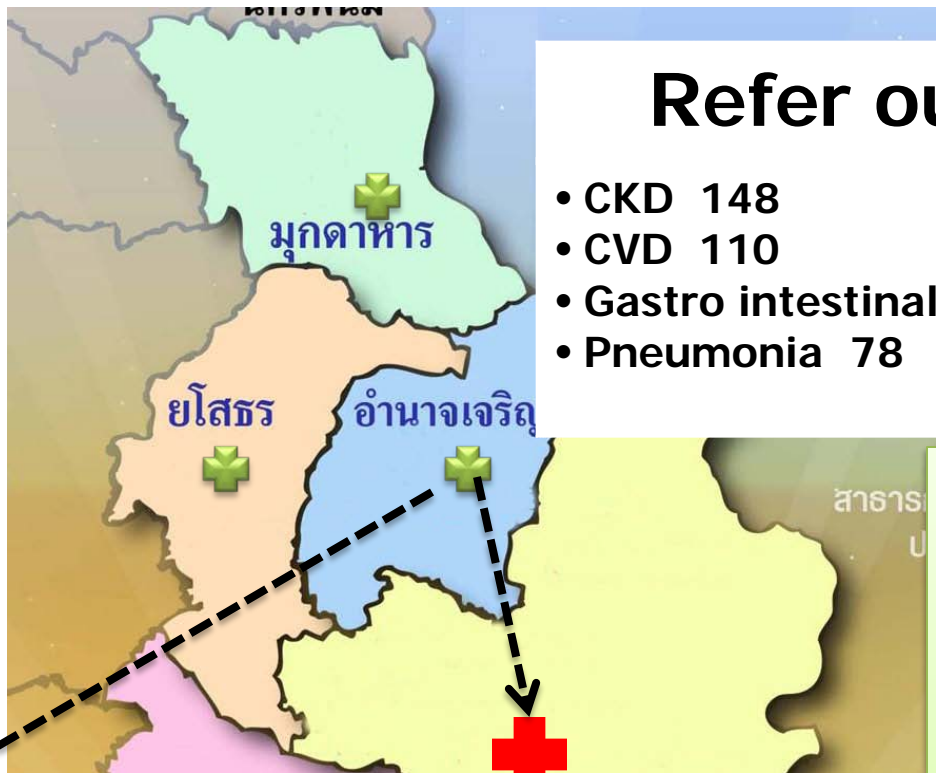 Refer
• CKD 148
• CVD 110
• Gastro intestinal
• Pneumonia 78
มุกดาหาร
ยโสธร
อำนาจเจริญ